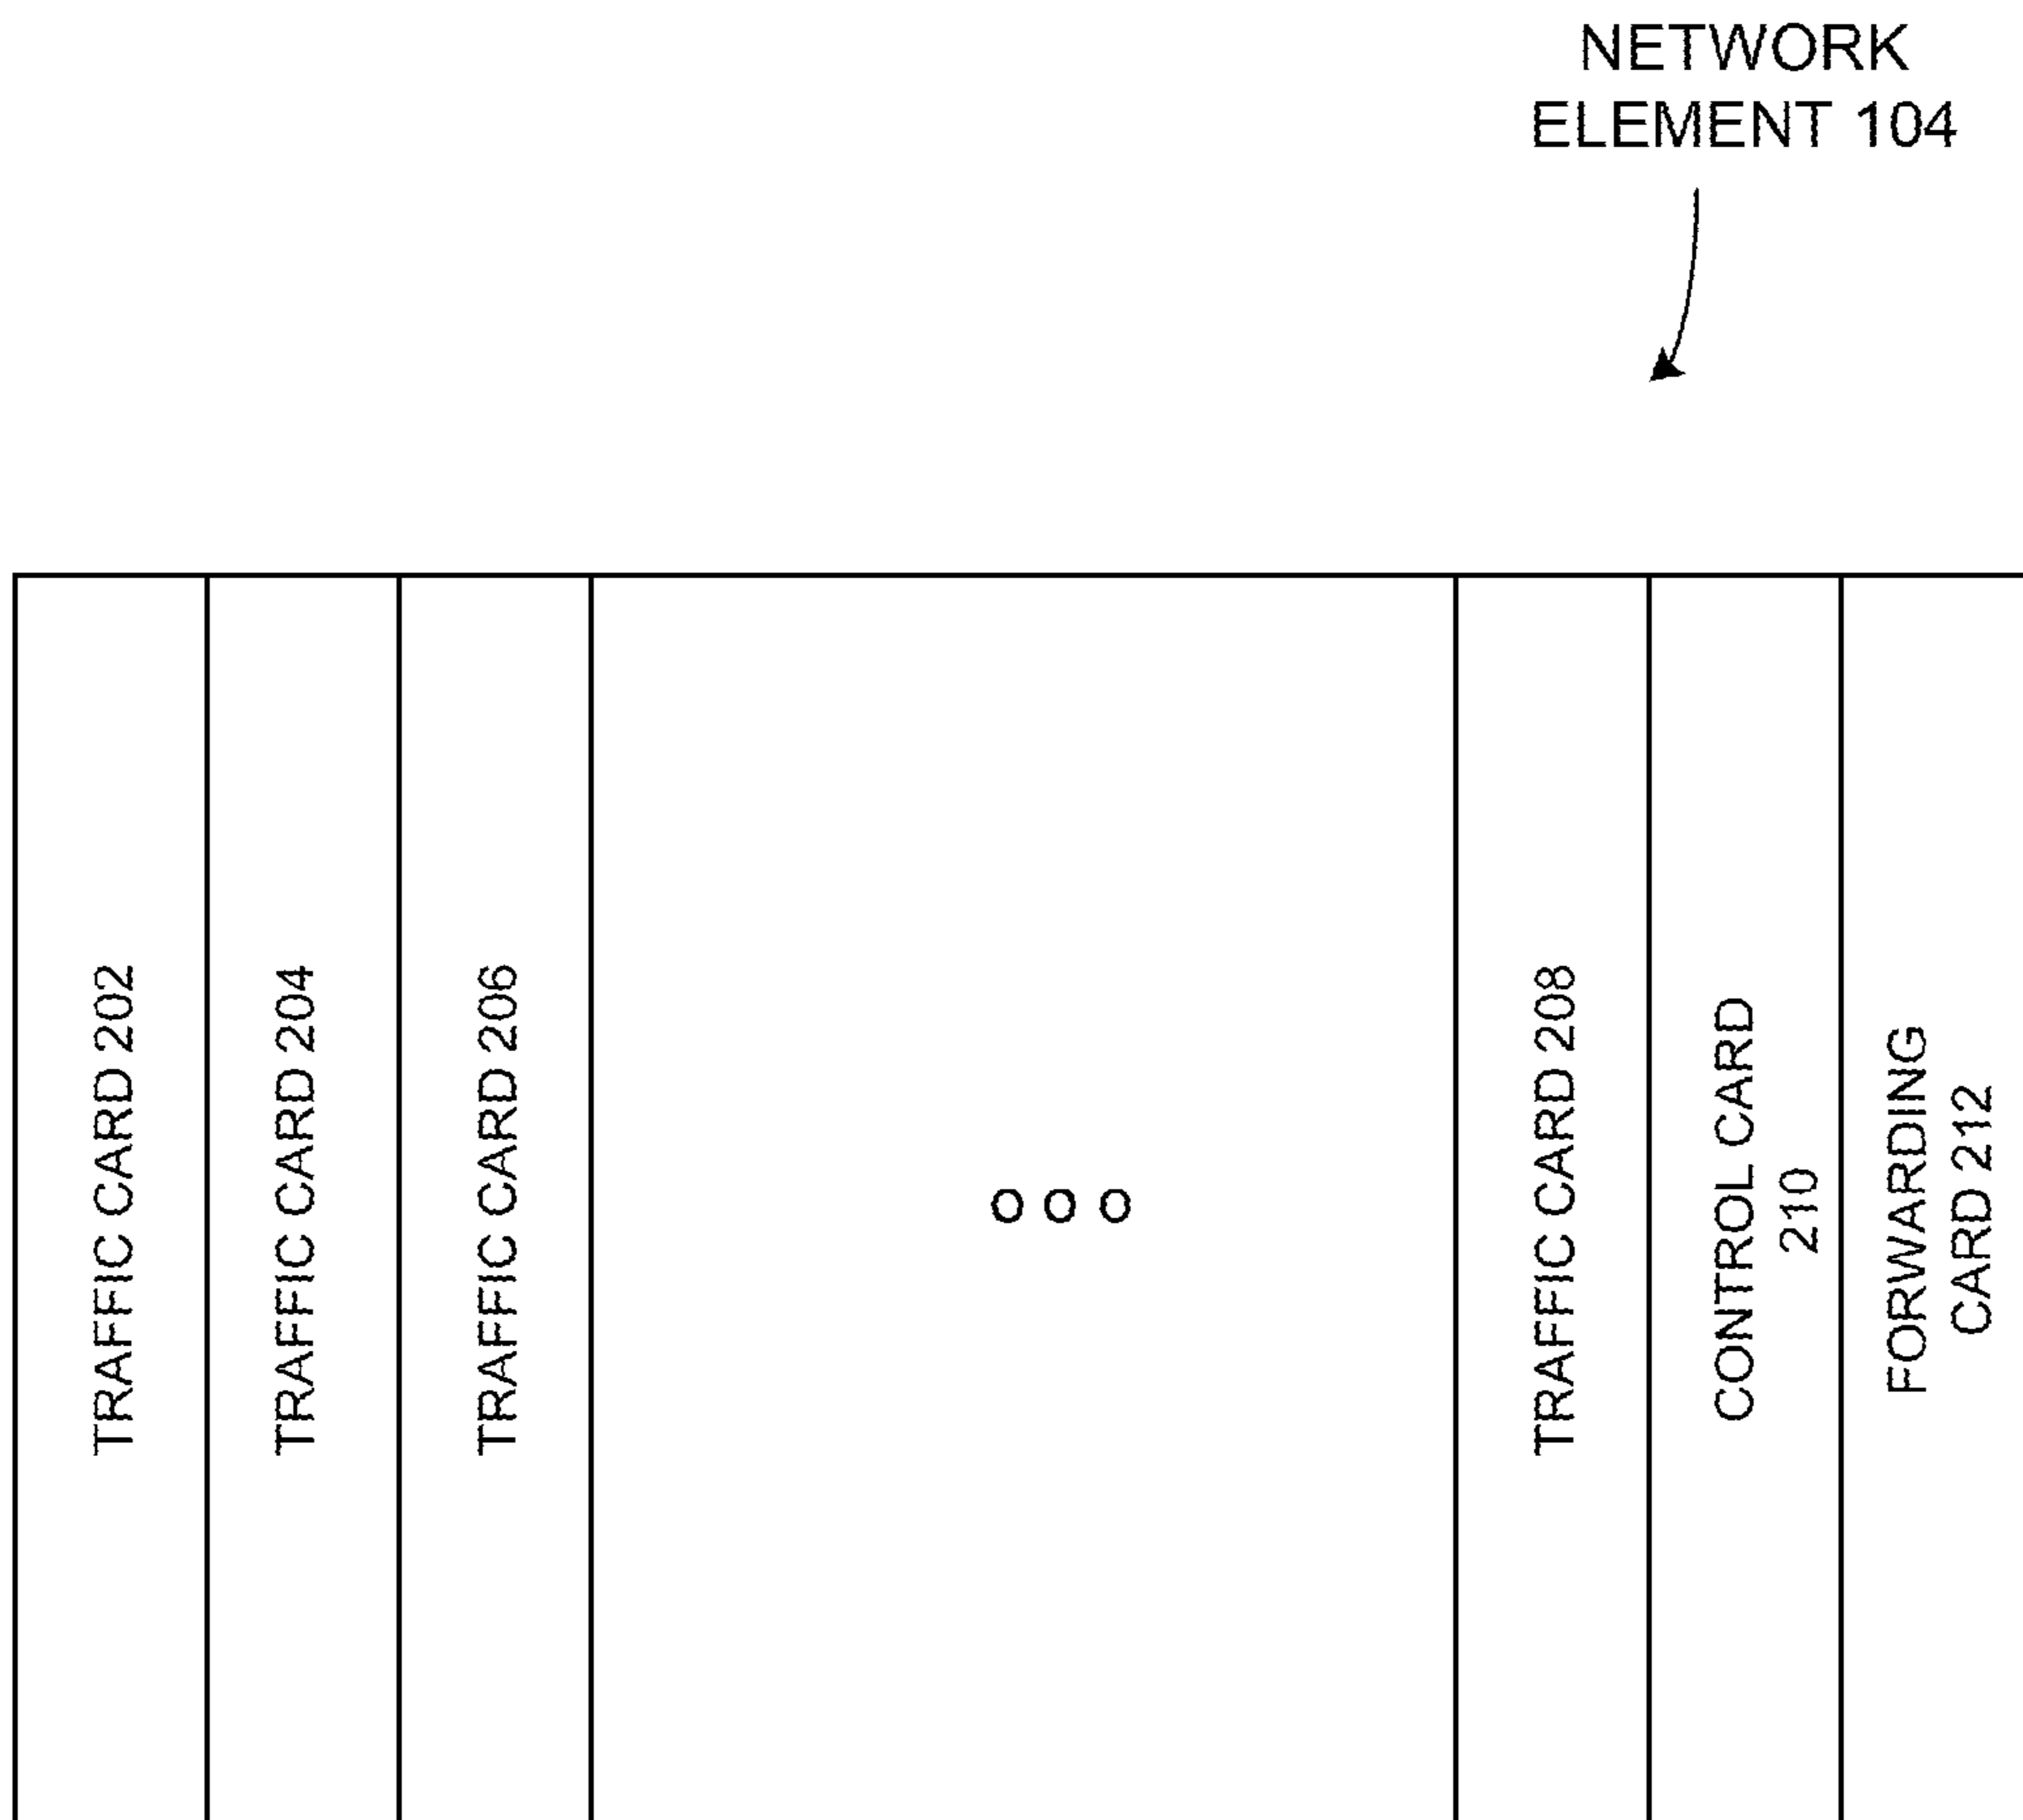 NETWORK
ELEMENT 104
TRAFFIC CARD 202
TRAFFIC CARD 204
TRAFFIC CARD 206
TRAFFIC CARD 208
CONTROL CARD
210
FORWARDING
CARD 212